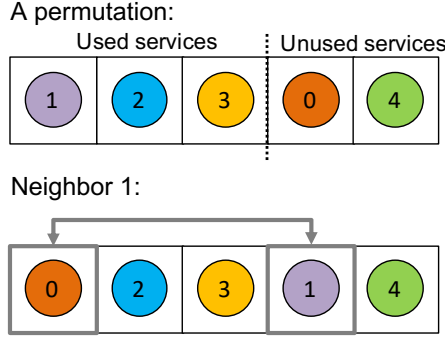 A permutation:
Used services Unused services
1 2 3 0 4
Neighbor 1:
0 2 3 1 4